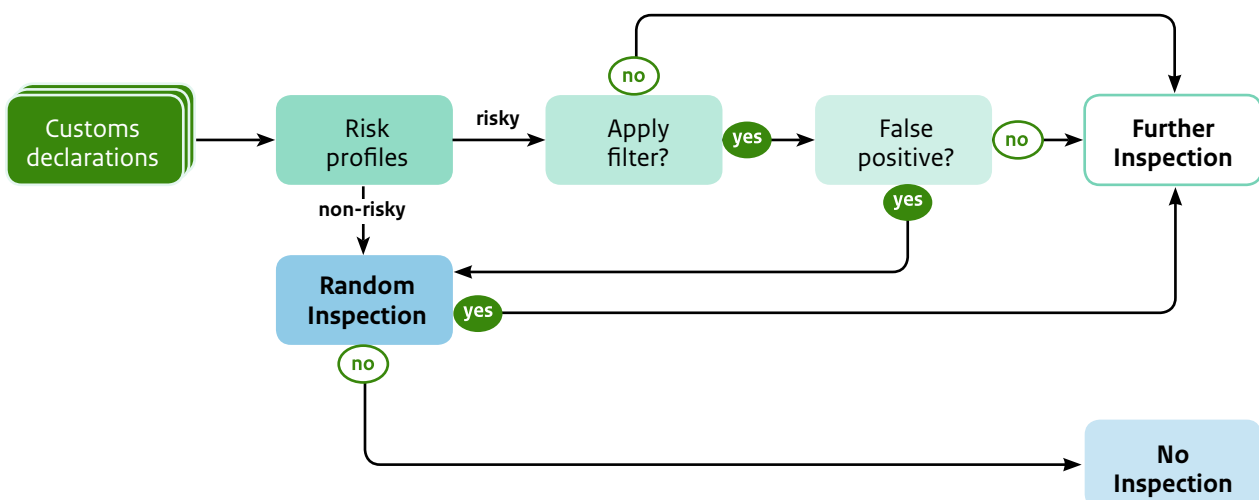 no
Customs
declarations
Risk
profiles
risky
Apply
filter?
yes
False
positive?
no
Further
Inspection
non-risky
yes
Random
Inspection
yes
no
No
Inspection